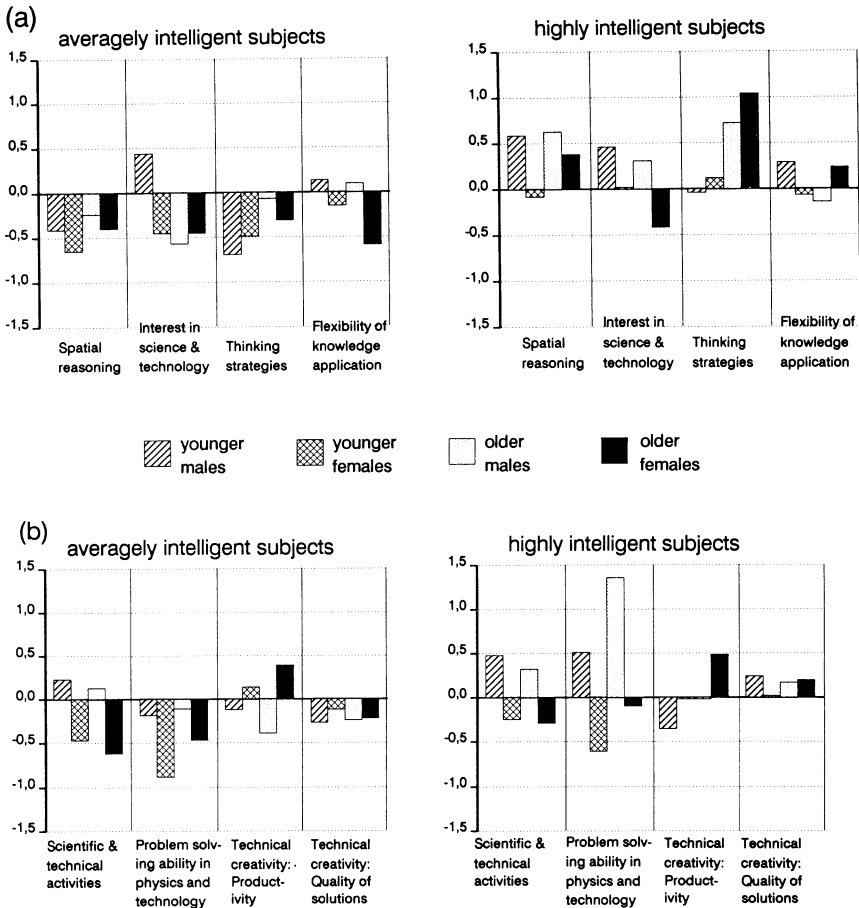 (a)
averagely intelligent subjects
1,5
1,0
0,5
0,0
-0,5
-1,0
-1,5
Spatial
reasoning
Interest in
science &
technology
Thinking
strategies
Flexibility of
knowledge
application
highly intelligent subjects
1,5
1,0
0,5
0,0
-0,5
-1,0
-1,5
Spatial
reasoning
Interest in
science &
technology
Thinking
strategies
Flexibility of
knowledge
application
younger
males
younger
females
older
males
older
females
(b)
averagely intelligent subjects
1,5
1,0
0,5
0,0
-0,5
-1,0
-1,5
Scientific &
technical
activities
Problem solv-
ing ability in
physics and
technology
Technical
creativity:
Product-
ivity
Technical
creativity:
Quality of
solutions
highly intelligent subjects
1,5
1,0
0,5
0,0
-0,5
-1,0
-1,5
Scientific &
technical
activities
Problem solv-
ing ability in
physics and
technology
Technical
creativity:
Product-
ivity
Technical
creativity:
Quality of
solutions